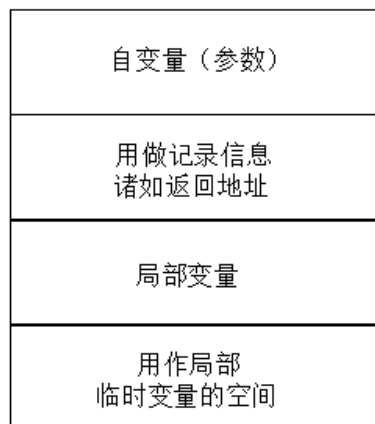 自变量（参数）
用做记录信息
诸如返回地址
局部变量
用作局部
临时变量的空间